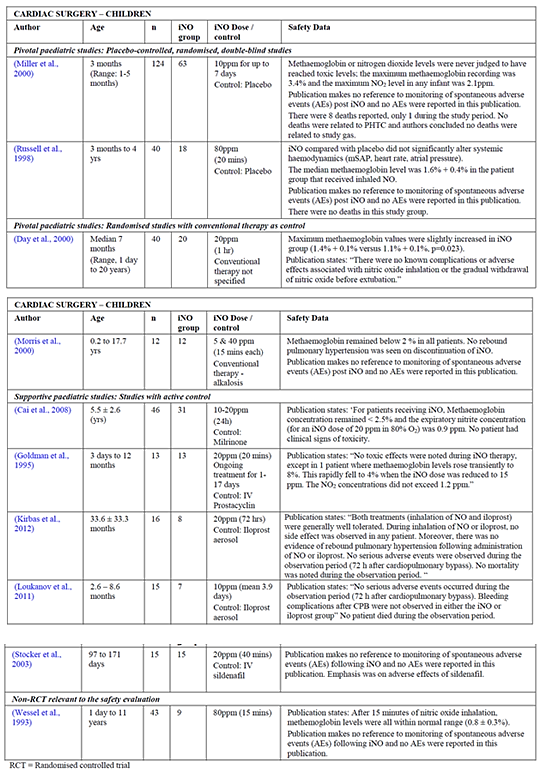 CARDIAC SURGERY – CHILDREN
Author Age n iNO group iNO Dose / control Safety Data
Pivotal paediatric studies: Placebo-controlled, randomised, double-blind studies
(Miller et al., 2000) 3 months (Range: 1-5 months) 124 63 10ppm for up to 7 days Control: Placebo
Methaemoglobin or nitrogen dioxide levels were never judged to have
reached toxic levels; the maximum methaemoglobin recording was
3.4% and the maximum NO2 level in any infant was 2.1ppm.
Publication makes no reference to monitoring of spontaneous adverse
events (AEs) post iNO and no AEs were reported in this publication.
There were 8 deaths reported, only 1 during the study period. No
deaths were related to PHTC and authors concluded no deaths were
related to study gas.
(Russell et al., 1998) 3 months to 4 yrs 40 18 80ppm (20 mins) Control: Placebo
iNO compared with placebo did not significantly alter systemic
haemodynamics (mSAP, heart rate, atrial pressure).
The median methaemoglobin level was 1.6% + 0.4% in the patient
group that received inhaled NO.
Publication makes no reference to monitoring of spontaneous adverse
events (AEs) post iNO and no AEs were reported in this publication.
There were no deaths in this study group.
Pivotal paediatric studies: Randomised studies with conventional therapy as control
(Day et al., 2000) Median 7 months (Range, 1 day to 20 years) 40 20 20ppm (1 hr) Conventional therapy not specified
Maximum methaemoglobin values were slightly increased in iNO
group (1.4% + 0.1% versus 1.1% + 0.1%, p=0.023).
Publication states: “There were no known complications or adverse
effects associated with nitric oxide inhalation or the gradual withdrawal
of nitric oxide before extubation.”
CARDIAC SURGERY – CHILDREN
Author Age n iNO group iNO Dose / control Safety Data
(Morris et al., 2000) 0.2 to 17.7 yrs 12 12 5 & 40 ppm (15 mins each) Conventional therapy - alkalosis
Methaemoglobin remained below 2 % in all patients. No rebound
pulmonary hypertension was seen on discontinuation of iNO.
Publication makes no reference to monitoring of spontaneous adverse
events (AEs) post iNO and no AEs were reported in this publication.
Supportive paediatric studies: Studies with active control
(Cai et al., 2008) 5.5 ± 2.6 (yrs) 46 31 10-20ppm (24h) Control: Milrinone
Publication states: ‘For patients receiving iNO, Methaemoglobin
concentration remained < 2.5% and the expiratory nitrite concentration
(for an iNO dose of 20 ppm in 80% O2) was 0.9 ppm. No patient had
clinical signs of toxicity.
(Goldman et al., 1995) 3 days to 12 months 13 13 20ppm (20 mins) Ongoing treatment for 1-17 days Control: IV Prostacyclin
Publication states: “No toxic effects were noted during iNO therapy,
except in 1 patient where methaemoglobin levels rose transiently to
8%. This rapidly fell to 4% when the iNO dose was reduced to 15
ppm. The NO2 concentrations did not exceed 1.2 ppm.”
(Kirbas et al., 2012) 33.6 ± 33.3 months 16 8 20ppm (72 hrs) Control: Iloprost aerosol
Publication states: “Both treatments (inhalation of NO and iloprost)
were generally well tolerated. During inhalation of NO or iloprost, no
side effect was observed in any patient. Moreover, there was no
evidence of rebound pulmonary hypertension following administration
of NO or iloprost. No serious adverse events were observed during the
observation period (72 h after cardiopulmonary bypass). No mortality
was noted during the observation period. “
(Loukanov et al., 2011) 2.6 – 8.6 months 15 7 10ppm (mean 3.9 days) Control: Iloprost aerosol
Publication states: “No serious adverse events occurred during the
observation period (72 h after cardiopulmonary bypass). Bleeding
complications after CPB were not observed in either the iNO or
iloprost group” No patient died during the observation period.
(Stocker et al., 2003) 97 to 171 days 15 15 20ppm (40 mins) Control: IV sildenafil
Publication makes no reference to monitoring of spontaneous adverse
events (AEs) following iNO and no AEs were reported in this
publication. Emphasis was on adverse effects of sildenafil.
Non-RCT relevant to the safety evaluation
(Wessel et al., 1993) 1 day to 11 years 43 9 80ppm (15 mins)
Publication states: After 15 minutes of nitric oxide inhalation,
methemoglobin levels were all within normal range (0.8 ± 0.3%).
Publication makes no reference to monitoring of spontaneous adverse
events (AEs) following iNO and no AEs were reported in this
publication.
RCT = Randomised controlled trial